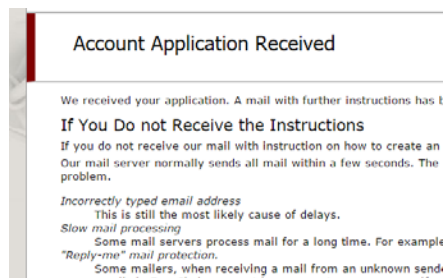 Account Application Received
We received your application. A mail with further instructions has b
If You Do not Receive the Instructions
If you do not receive our mail with instruction on how to create an
Our mail server normally sends all mail within a few seconds. The
problem.
Incorrectly typed email address
This is still the most likely cause of delays.
Slow mail processing
Some mail servers process mail for a long time. For example
"Reply-me" mail protection.
Some mailers, when receiving a mail from an unknown sende